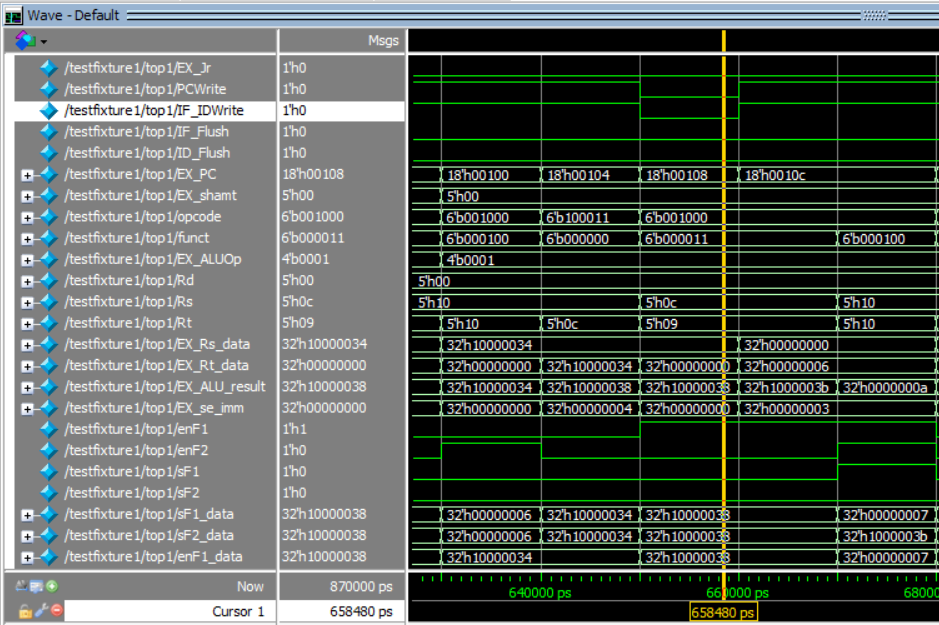 Wave - Default
Msgs
/testfixture1/top1/EX_Jr 1'h0
/testfixture1/top1/PCWrite 1'h0
/testfixture1/top1/IF_IDWrite 1'h0
/testfixture1/top1/IF_Flush 1'h0
/testfixture1/top1/ID_Flush 1'h0
/testfixture1/top1/EX_PC 18'h00108 18'h00100 18'h00104 18'h00108 18'h0010c
/testfixture1/top1/EX_shamt 5'h00 5'h00
/testfixture1/top1/opcode 6'b001000 6'b001000 6'b100011 6'b001000
/testfixture1/top1/funct 6'b000011 6'b000100 6'b000000 6'b000011 6'b000100
/testfixture1/top1/EX_ALUOp 4'b0001 4'b0001
/testfixture1/top1/Rd 5'h00 5'h00
/testfixture1/top1/Rs 5'h0c 5'h10 5'h0c 5'h10
/testfixture1/top1/Rt 5'h09 5'h10 5'h0c 5'h09 5'h10
/testfixture1/top1/EX_Rs_data 32'h10000034 32'h10000034 32'h00000000
/testfixture1/top1/EX_Rt_data 32'h00000000 32'h00000000 32'h10000034 32'h00000000 32'h00000006
/testfixture1/top1/EX_ALU_result 32'h10000038 32'h10000034 32'h10000038 32'h10000038 32'h1000003b 32'h0000000a
/testfixture1/top1/EX_se_imm 32'h00000000 32'h00000000 32'h00000004 32'h00000000 32'h00000003
/testfixture1/top1/enF1 1'h1
/testfixture1/top1/enF2 1'h0
/testfixture1/top1/sF1 1'h0
/testfixture1/top1/sF2 1'h0
/testfixture1/top1/sF1_data 32'h10000038 32'h00000006 32'h10000034 32'h10000038 32'h00000007
/testfixture1/top1/sF2_data 32'h10000038 32'h00000006 32'h10000034 32'h10000038 32'h1000003b
/testfixture1/top1/enF1_data 32'h10000038 32'h10000034 32'h10000038 32'h00000007
Now 870000 ps 640000 ps 660000 ps 68000
Cursor 1 658480 ps 658480 ps